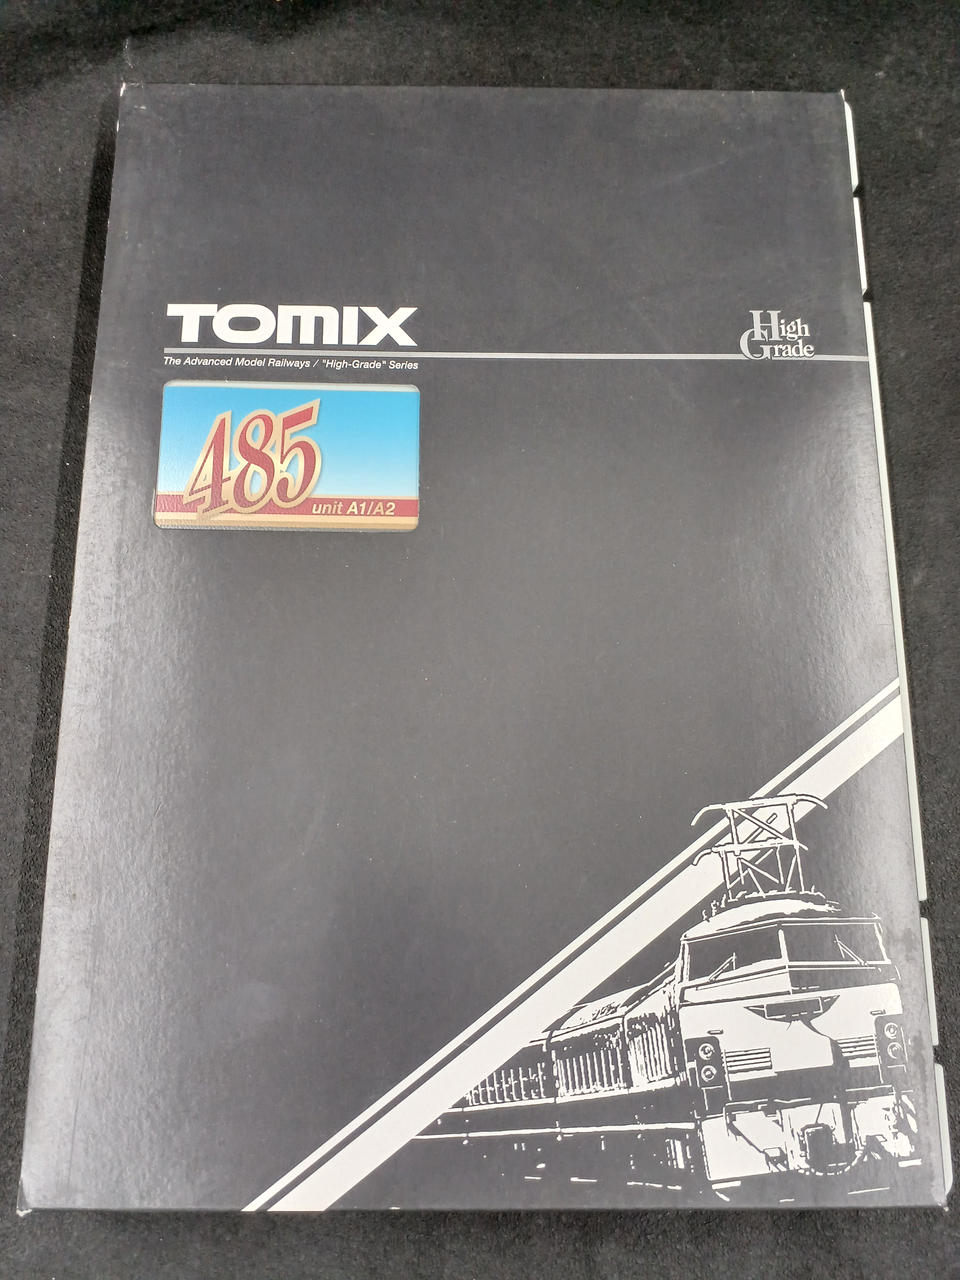 TOMIX
High
Grade
The Advanced Model Railways / "High-Grade" Series
485
unit A1/A2